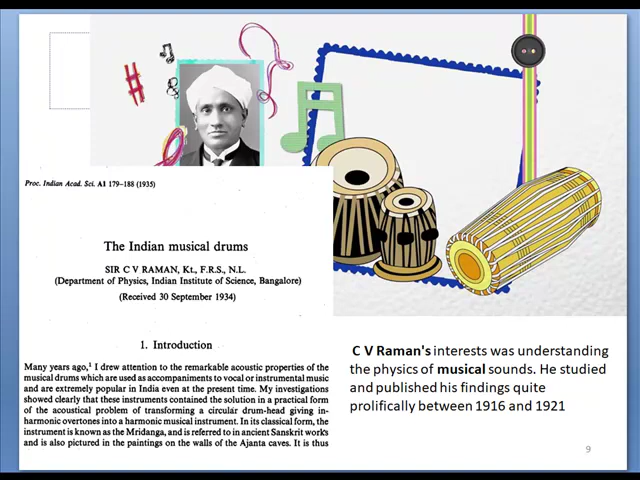 Proc. Indian Acad. Sci. A1 179–188 (1935)
The Indian musical drums
SIR C V RAMAN, Kt., F.R.S., N.L.
(Department of Physics, Indian Institute of Science, Bangalore)
(Received 30 September 1934)
1. Introduction
Many years ago,1 I drew attention to the remarkable acoustic properties of the
musical drums which are used as accompaniments to vocal or instrumental music
and are extremely popular in India even at the present time. My investigations
showed clearly that these instruments contained the solution in a practical form
of the acoustical problem of transforming a circular drum-head giving in-
harmonic overtones into a harmonic musical instrument. In its classical form, the
instrument is known as the Mridanga, and is referred to in ancient Sanskrit works
and is also pictured in the paintings on the walls of the Ajanta caves. It is thus
C V Raman's interests was understanding
the physics of musical sounds. He studied
and published his findings quite
prolifically between 1916 and 1921
9